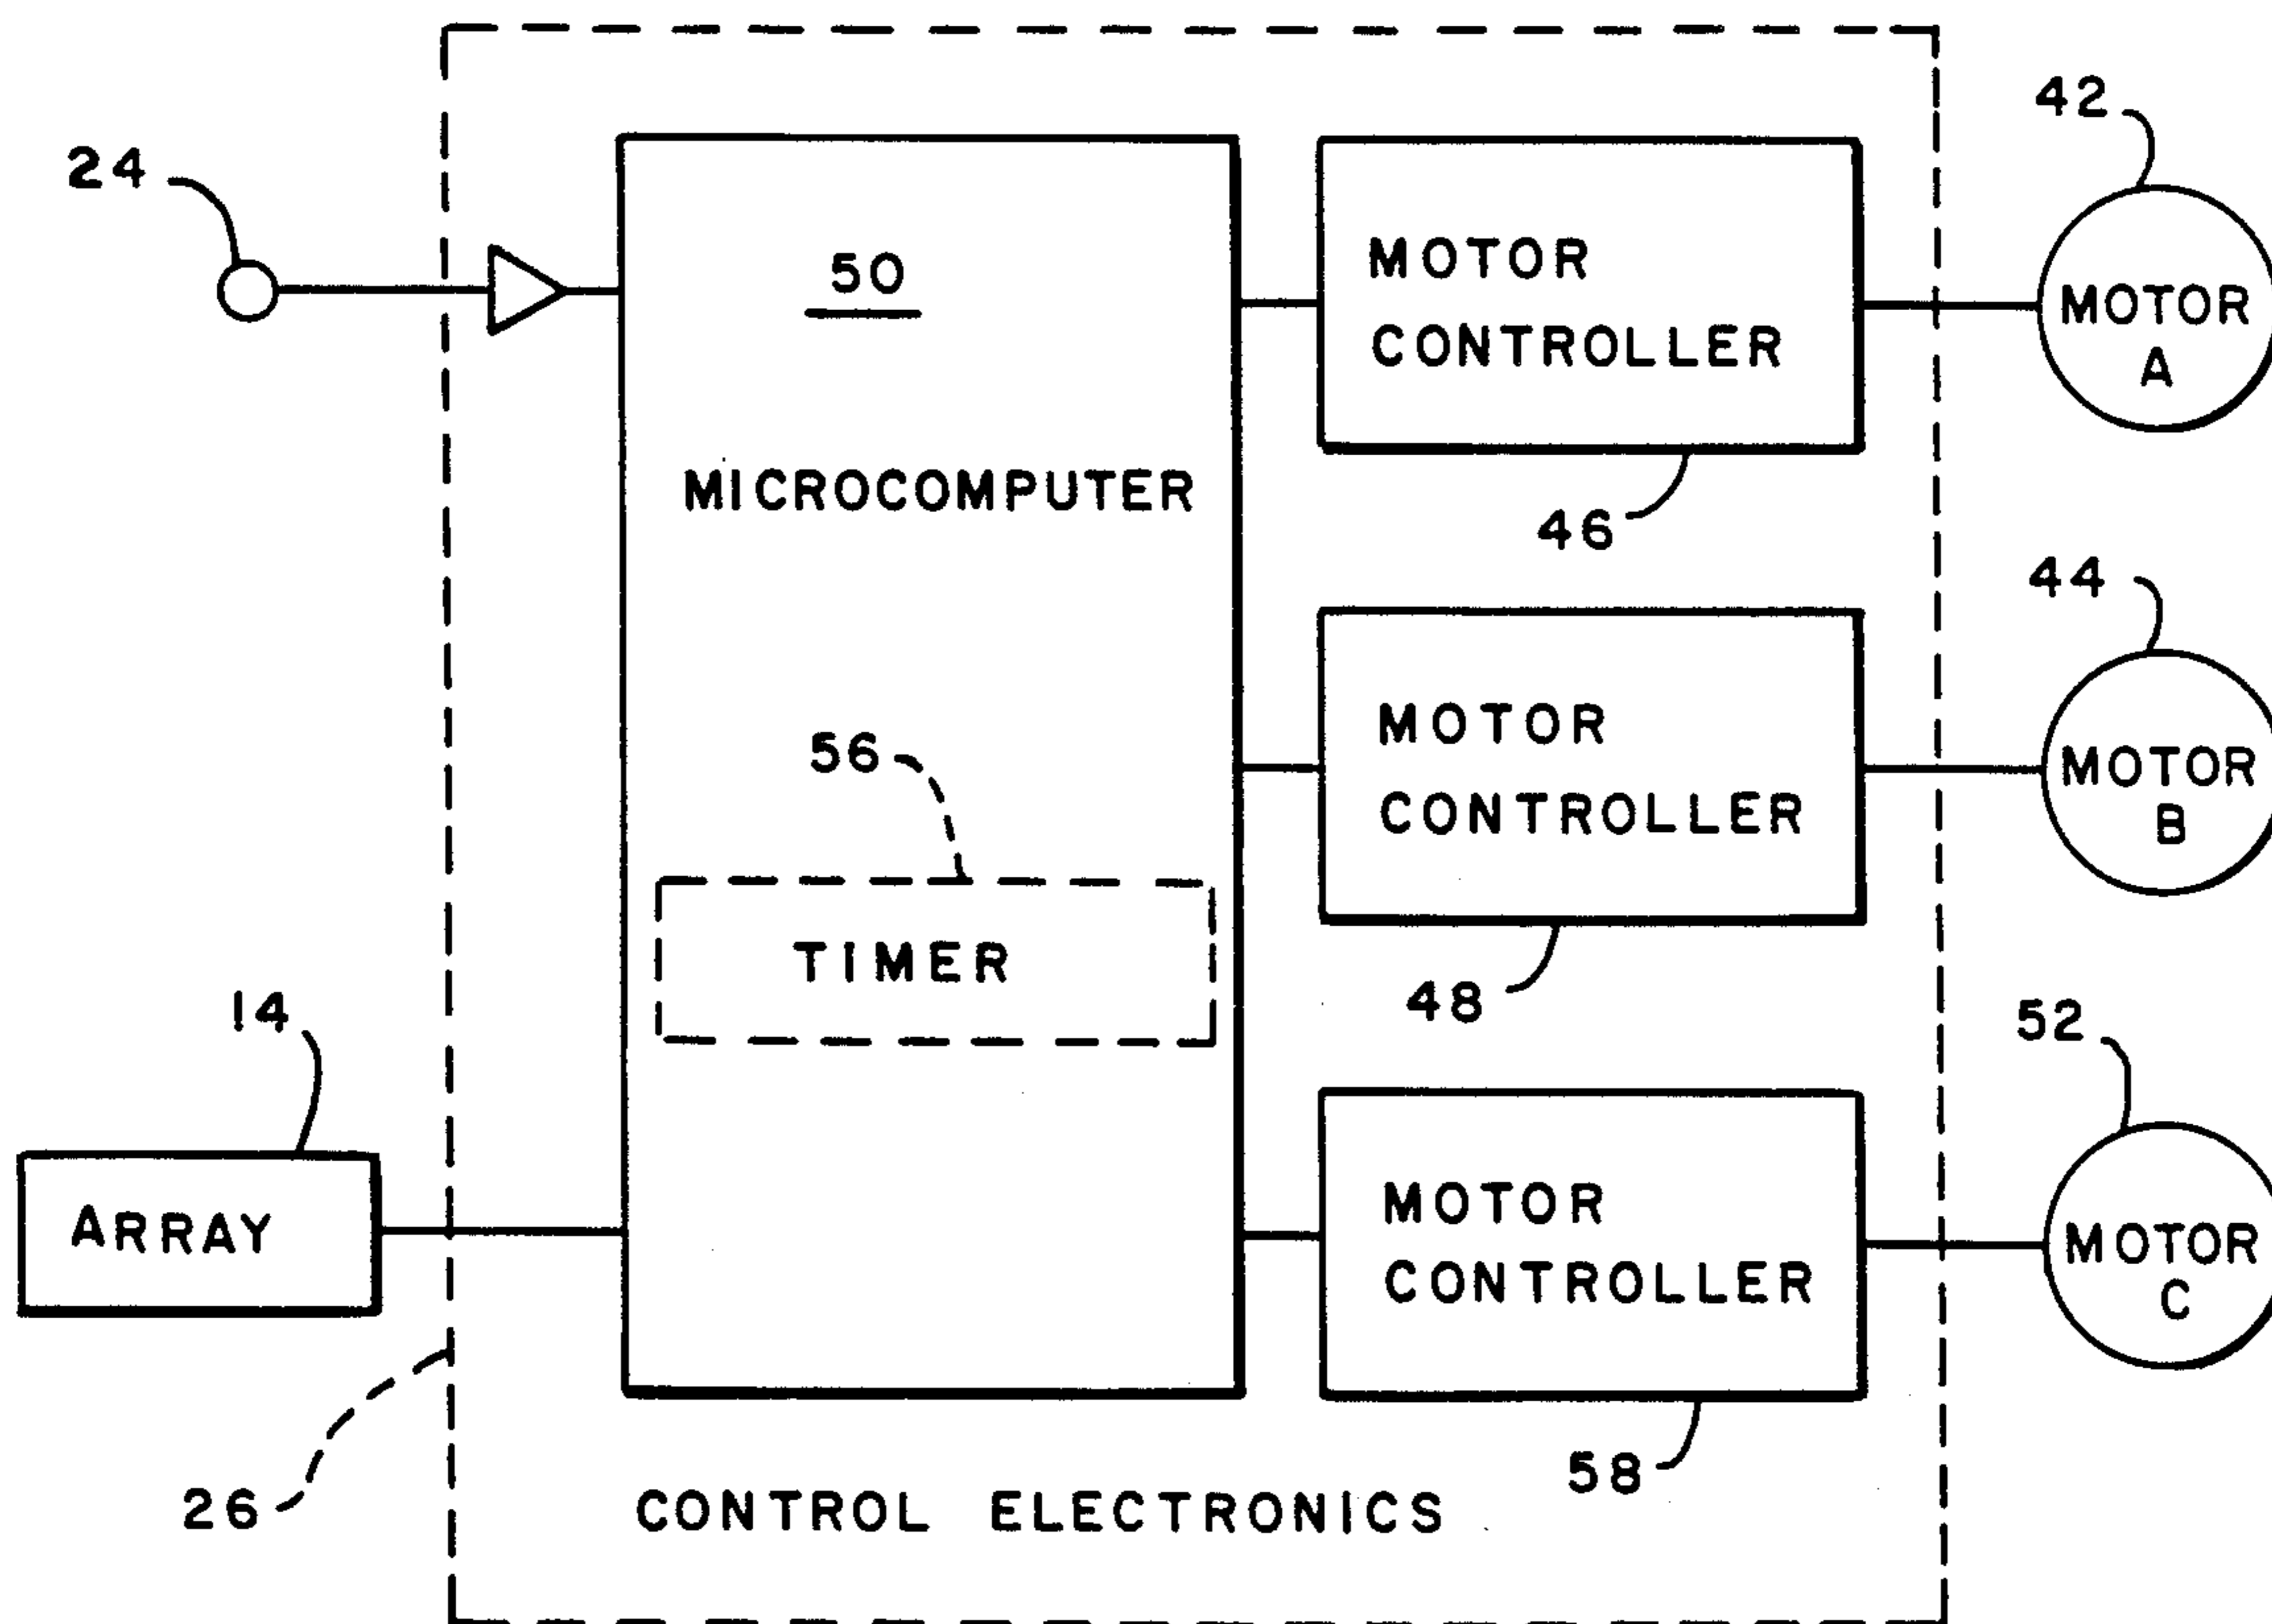 42
24
50
MOTOR
CONTROLLER
MOTOR
A
MICROCOMPUTER
46
44
56
MOTOR
CONTROLLER
MOTOR
B
TIMER
48
14
52
ARRAY
MOTOR
CONTROLLER
MOTOR
C
58
26
CONTROL ELECTRONICS